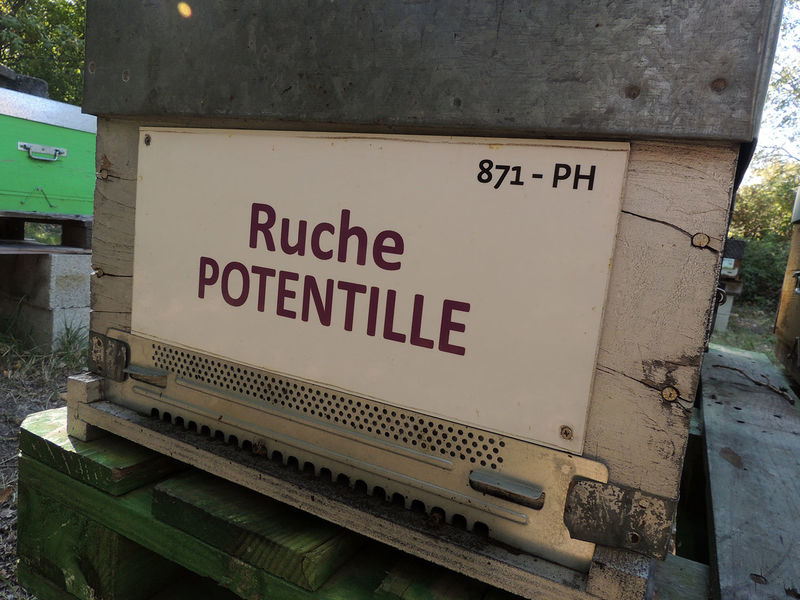 871 - PH
Ruche
POTENTILLE